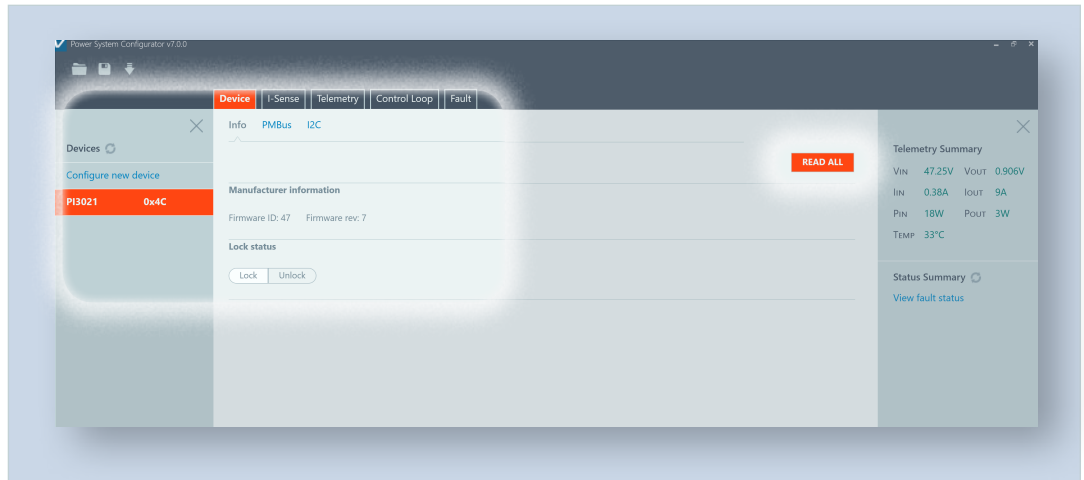 Power System Configurator v7.0.0
Device I-Sense Telemetry Control Loop Fault
Devices
Configure new device
PI3021 0x4C
Info PMBus I2C
READ ALL
Manufacturer information
Firmware ID: 47 Firmware rev: 7
Lock status
Lock Unlock
Telemetry Summary
VIN 47.25V VOUT 0.906V
IIN 0.38A IOUT 9A
PIN 18W POUT 3W
TEMP 33°C
Status Summary
View fault status